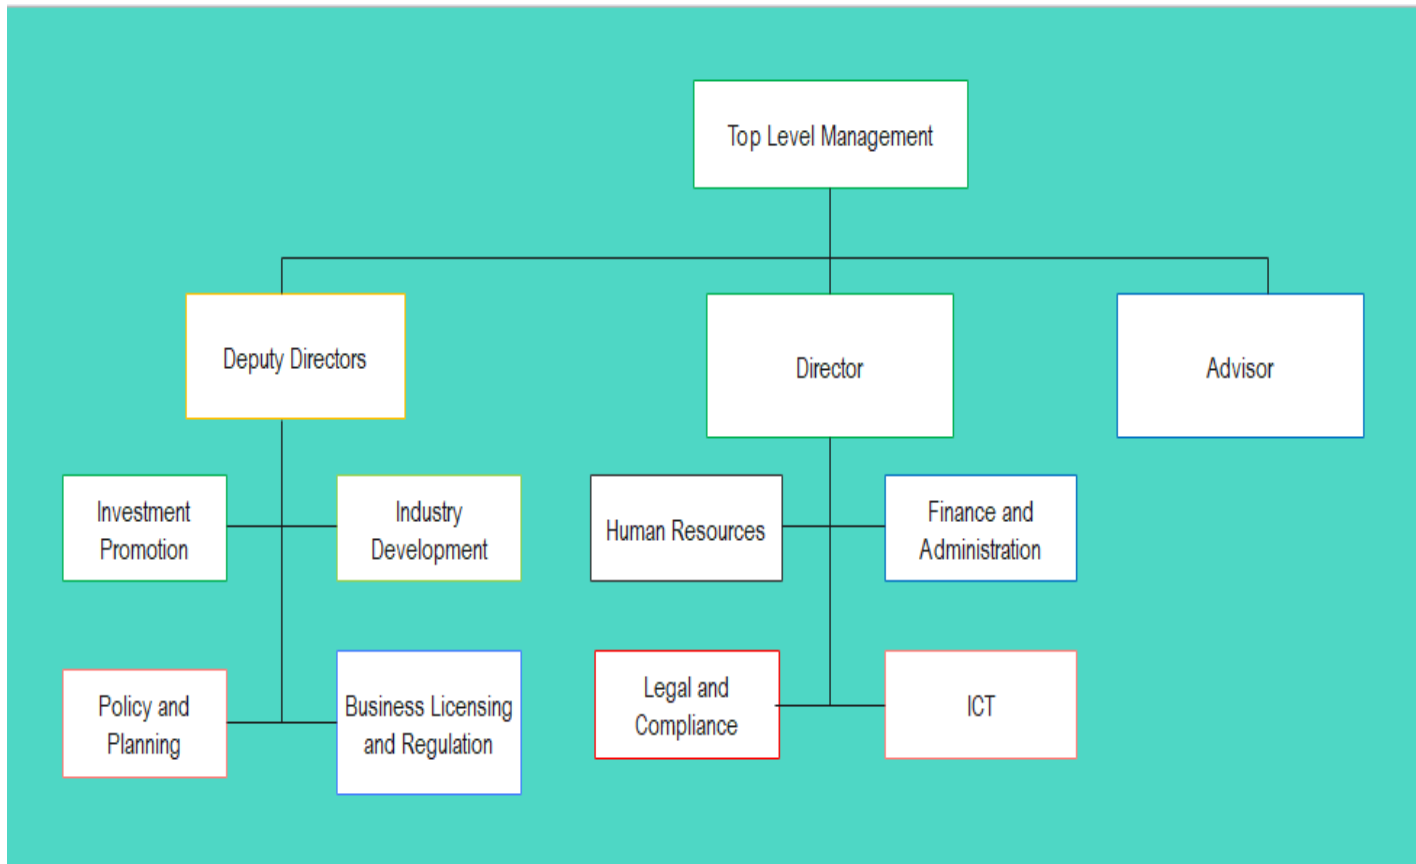 Top Level Management
Deputy Directors
Director
Advisor
Investment
Promotion
Industry
Development
Human Resources
Finance and
Administration
Policy and
Planning
Business Licensing
and Regulation
Legal and
Compliance
ICT